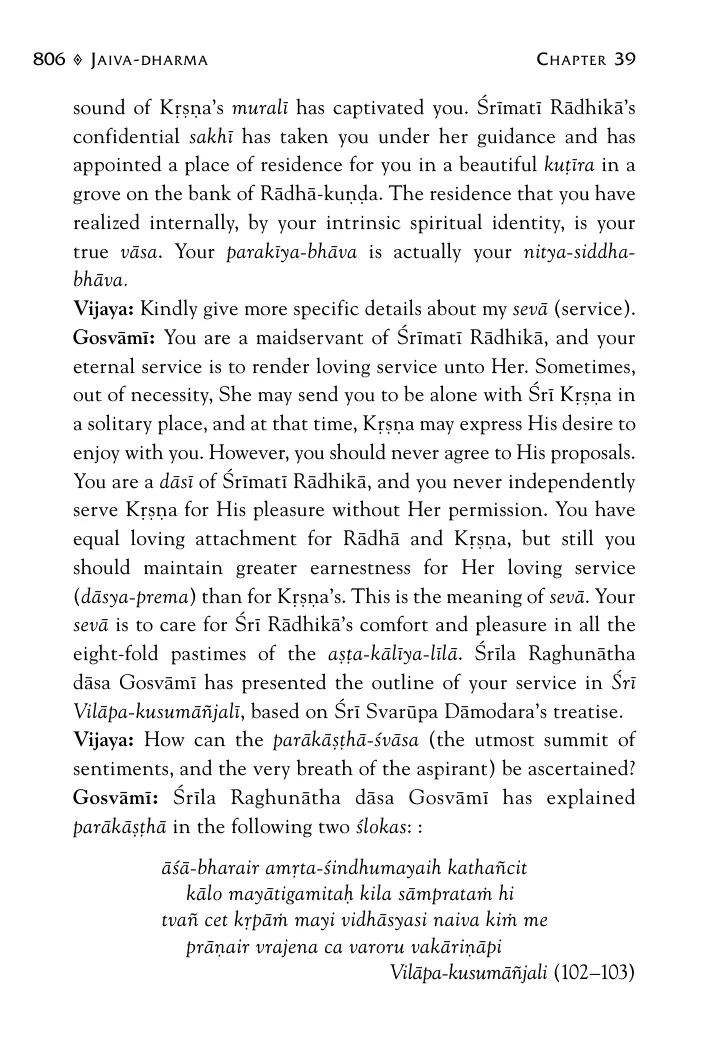 806 ❖ Jaiva-dharma Chapter 39
sound of Kṛṣṇa’s muralī has captivated you. Śrīmatī Rādhikā’s
confidential sakhī has taken you under her guidance and has
appointed a place of residence for you in a beautiful kuṭīra in a
grove on the bank of Rādhā-kuṇḍa. The residence that you have
realized internally, by your intrinsic spiritual identity, is your
true vāsa. Your parakīya-bhāva is actually your nitya-siddha-
bhāva.
Vijaya: Kindly give more specific details about my sevā (service).
Gosvāmī: You are a maidservant of Śrīmatī Rādhikā, and your
eternal service is to render loving service unto Her. Sometimes,
out of necessity, She may send you to be alone with Śrī Kṛṣṇa in
a solitary place, and at that time, Kṛṣṇa may express His desire to
enjoy with you. However, you should never agree to His proposals.
You are a dāsī of Śrīmatī Rādhikā, and you never independently
serve Kṛṣṇa for His pleasure without Her permission. You have
equal loving attachment for Rādhā and Kṛṣṇa, but still you
should maintain greater earnestness for Her loving service
(dāsya-prema) than for Kṛṣṇa’s. This is the meaning of sevā. Your
sevā is to care for Śrī Rādhikā’s comfort and pleasure in all the
eight-fold pastimes of the aṣṭa-kālīya-līlā. Śrīla Raghunātha
dāsa Gosvāmī has presented the outline of your service in Śrī
Vilāpa-kusumāñjalī, based on Śrī Svarūpa Dāmodara’s treatise.
Vijaya: How can the parākāṣṭhā-śvāsa (the utmost summit of
sentiments, and the very breath of the aspirant) be ascertained?
Gosvāmī: Śrīla Raghunātha dāsa Gosvāmī has explained
parākāṣṭhā in the following two ślokas: :
āśā-bharair amṛta-śindhumayaih kathañcit
kālo mayātigamitaḥ kila sāmprataṁ hi
tvañ cet kṛpāṁ mayi vidhāsyasi naiva kiṁ me
prāṇair vrajena ca varoru vakāriṇāpi
Vilāpa-kusumāñjali (102–103)